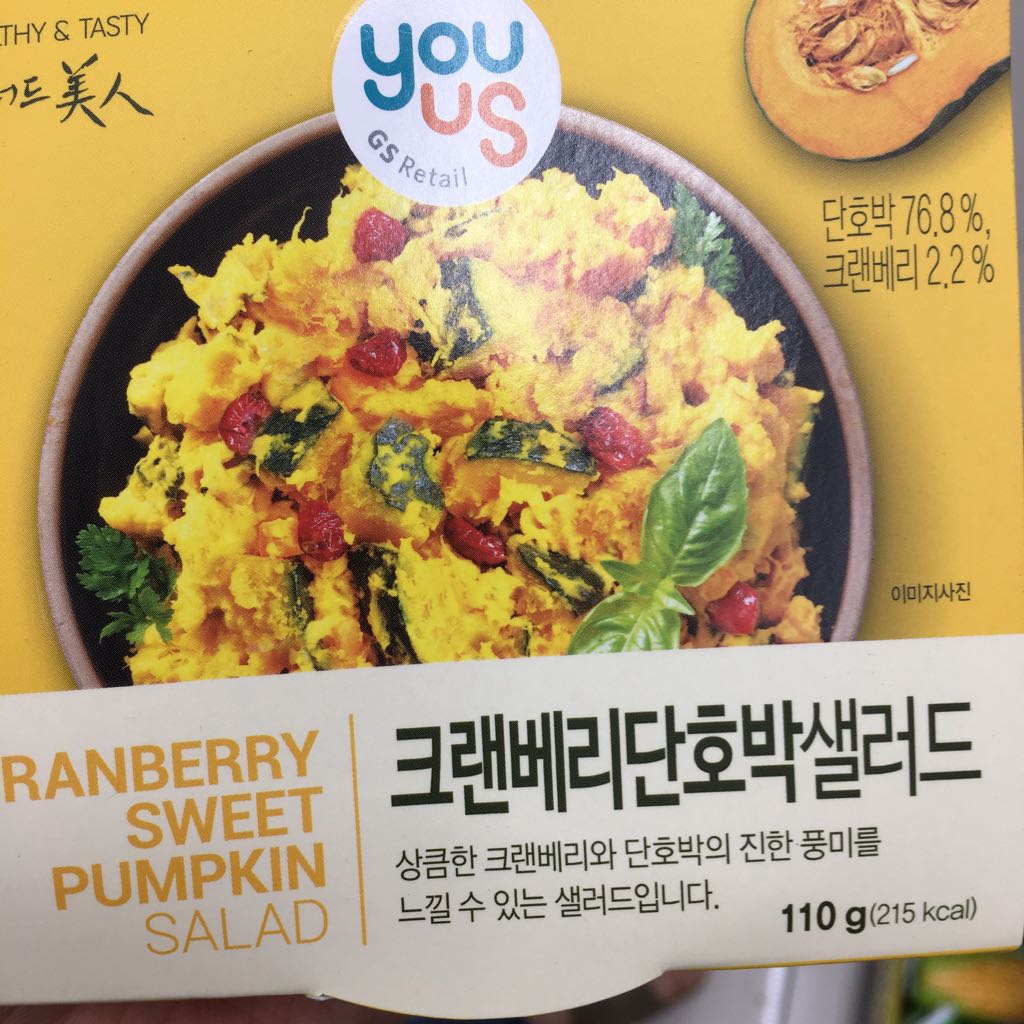 THY & TASTY
러드美人
you
us
GS Retail
단호박 76.8 %,
크랜베리 2.2 %
이미지사진
RANBERRY
SWEET
PUMPKIN
SALAD
크랜베리단호박샐러드
상큼한 크랜베리와 단호박의 진한 풍미를
느낄 수 있는 샐러드입니다.
110 g(215 kcal)